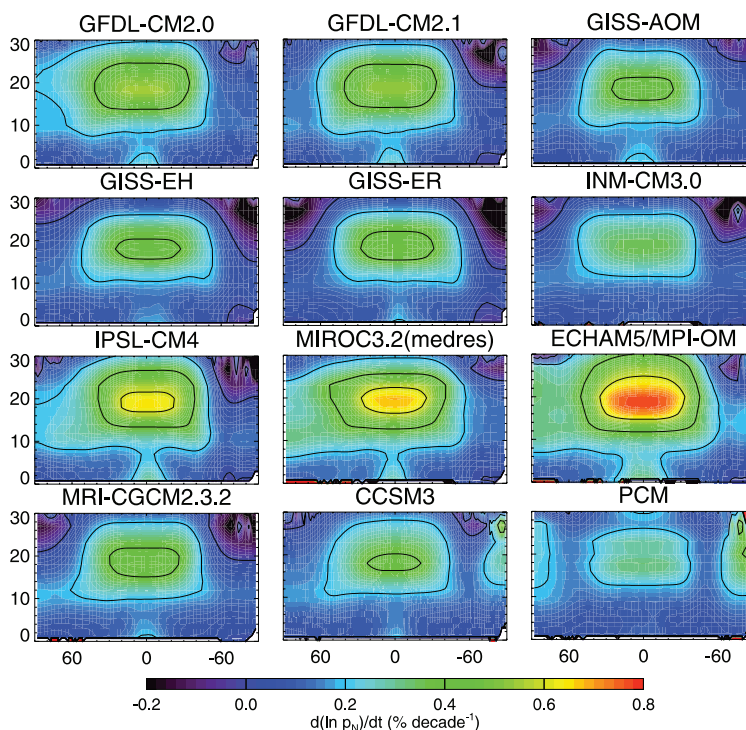 GFDL-CM2.0 GFDL-CM2.1 GISS-AOM
30
20
10
0
GISS-EH GISS-ER INM-CM3.0
30
20
10
0
IPSL-CM4 MIROC3.2(medres) ECHAM5/MPI-OM
30
20
10
0
MRI-CGCM2.3.2 CCSM3 PCM
30
20
10
0
60 0 -60 60 0 -60 60 0 -60
-0.2 0.0 0.2 0.4 0.6 0.8
d(ln p_N)/dt (% decade⁻¹)